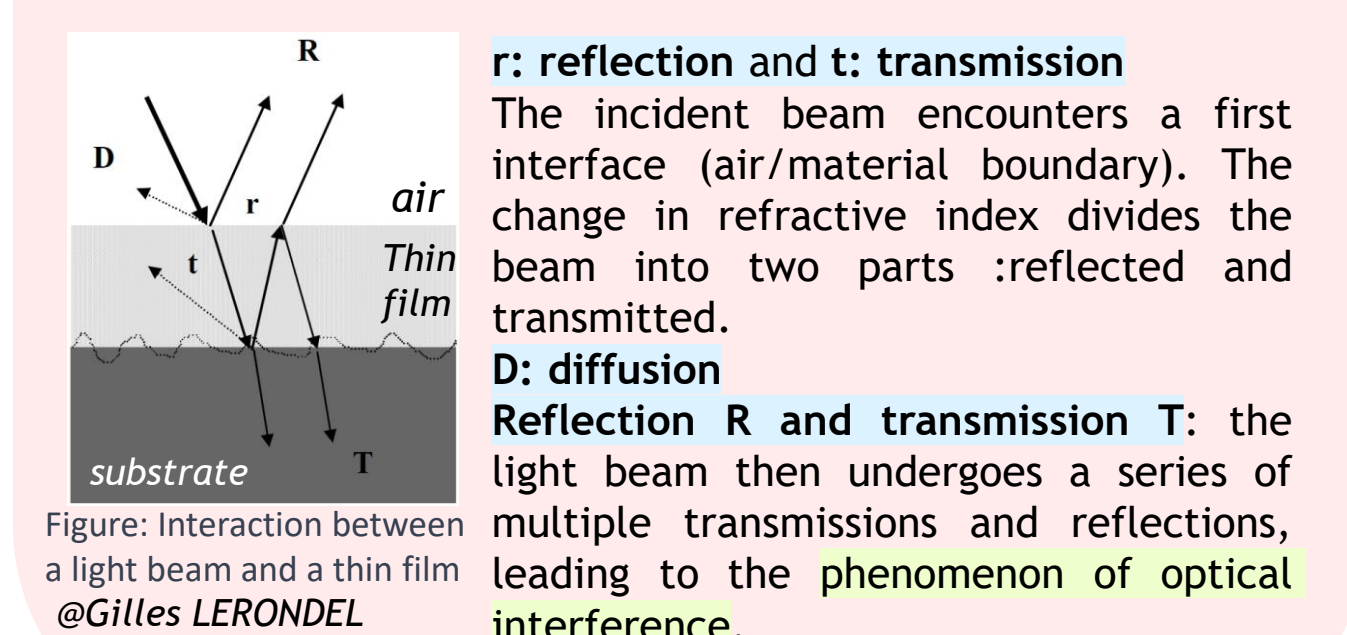 R
D
r
air
t
Thin
film
substrate
T
Figure: Interaction between
a light beam and a thin film
@Gilles LERONDEL
r: reflection and t: transmission
The incident beam encounters a first
interface (air/material boundary). The
change in refractive index divides the
beam into two parts :reflected and
transmitted.
D: diffusion
Reflection R and transmission T: the
light beam then undergoes a series of
multiple transmissions and reflections,
leading to the phenomenon of optical
interference.